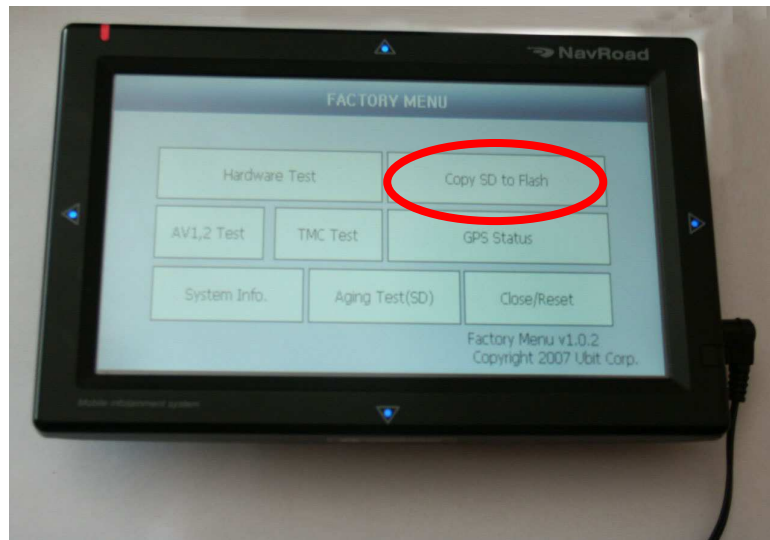 NavRoad
FACTORY MENU
Hardware Test
Copy SD to Flash
AV1,2 Test
TMC Test
GPS Status
System Info.
Aging Test(SD)
Close/Reset
Factory Menu v1.0.2
Copyright 2007 Ubit Corp.
Mobile infotainment system